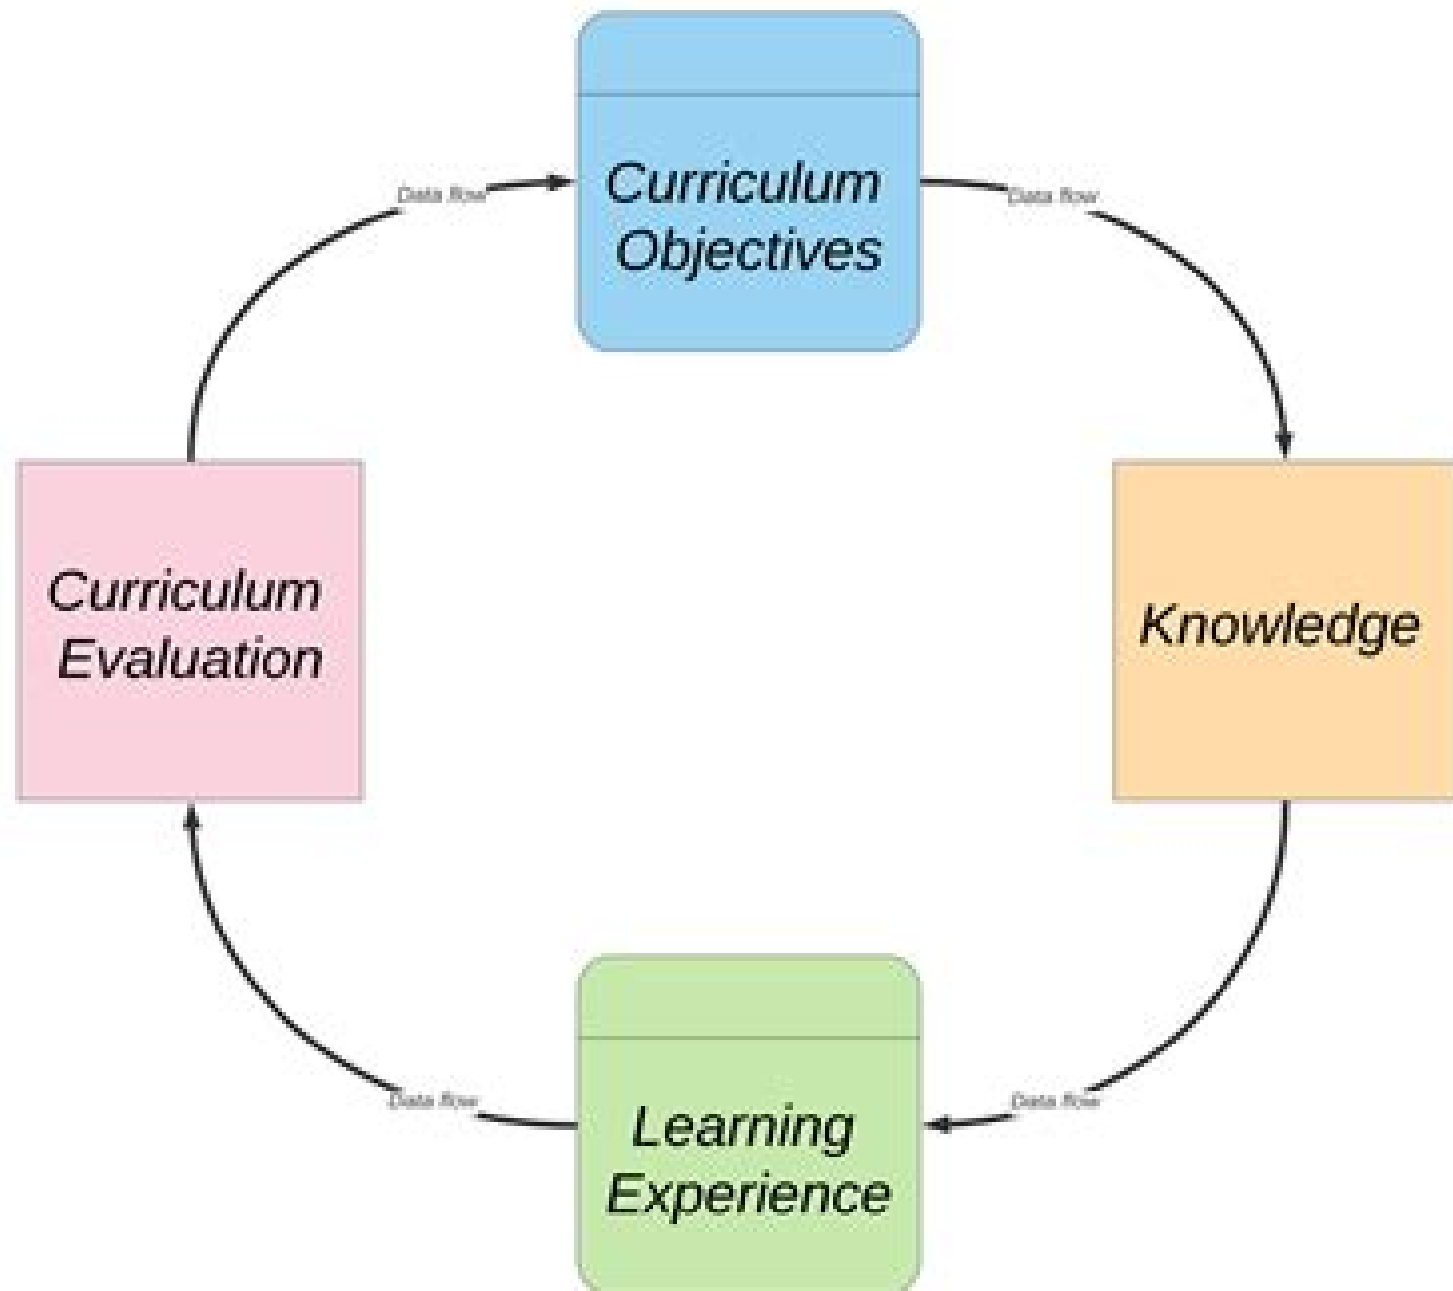 Curriculum
Objectives
Data flow
Data flow
Curriculum
Evaluation
Knowledge
Data flow
Data flow
Learning
Experience